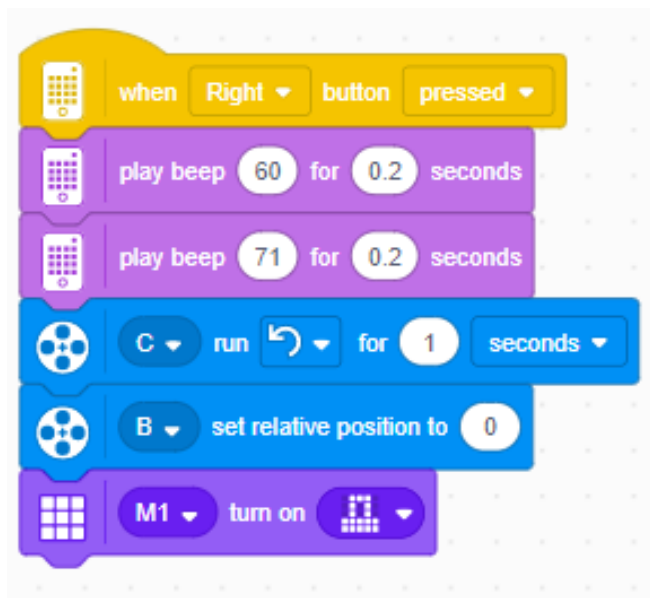 when Right button pressed
play beep 60 for 0.2 seconds
play beep 71 for 0.2 seconds
C run for 1 seconds
B set relative position to 0
M1 turn on